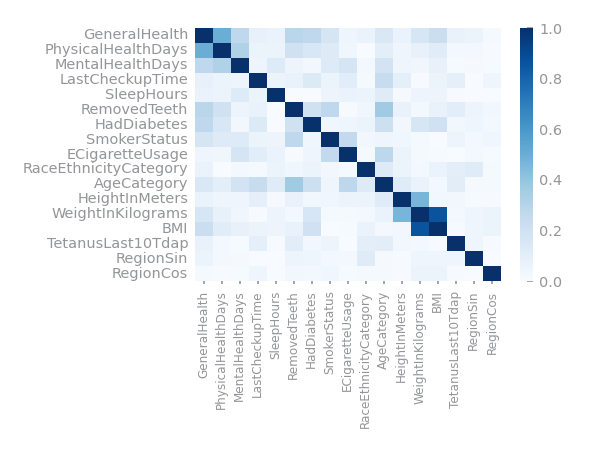 GeneralHealth
PhysicalHealthDays
MentalHealthDays
LastCheckupTime
SleepHours
RemovedTeeth
HadDiabetes
SmokerStatus
ECigaretteUsage
RaceEthnicityCategory
AgeCategory
HeightInMeters
WeightInKilograms
BMI
TetanusLast10Tdap
RegionSin
RegionCos
1.0
0.8
0.6
0.4
0.2
0.0
GeneralHealth
PhysicalHealthDays
MentalHealthDays
LastCheckupTime
SleepHours
RemovedTeeth
HadDiabetes
SmokerStatus
ECigaretteUsage
RaceEthnicityCategory
AgeCategory
HeightInMeters
WeightInKilograms
BMI
TetanusLast10Tdap
RegionSin
RegionCos